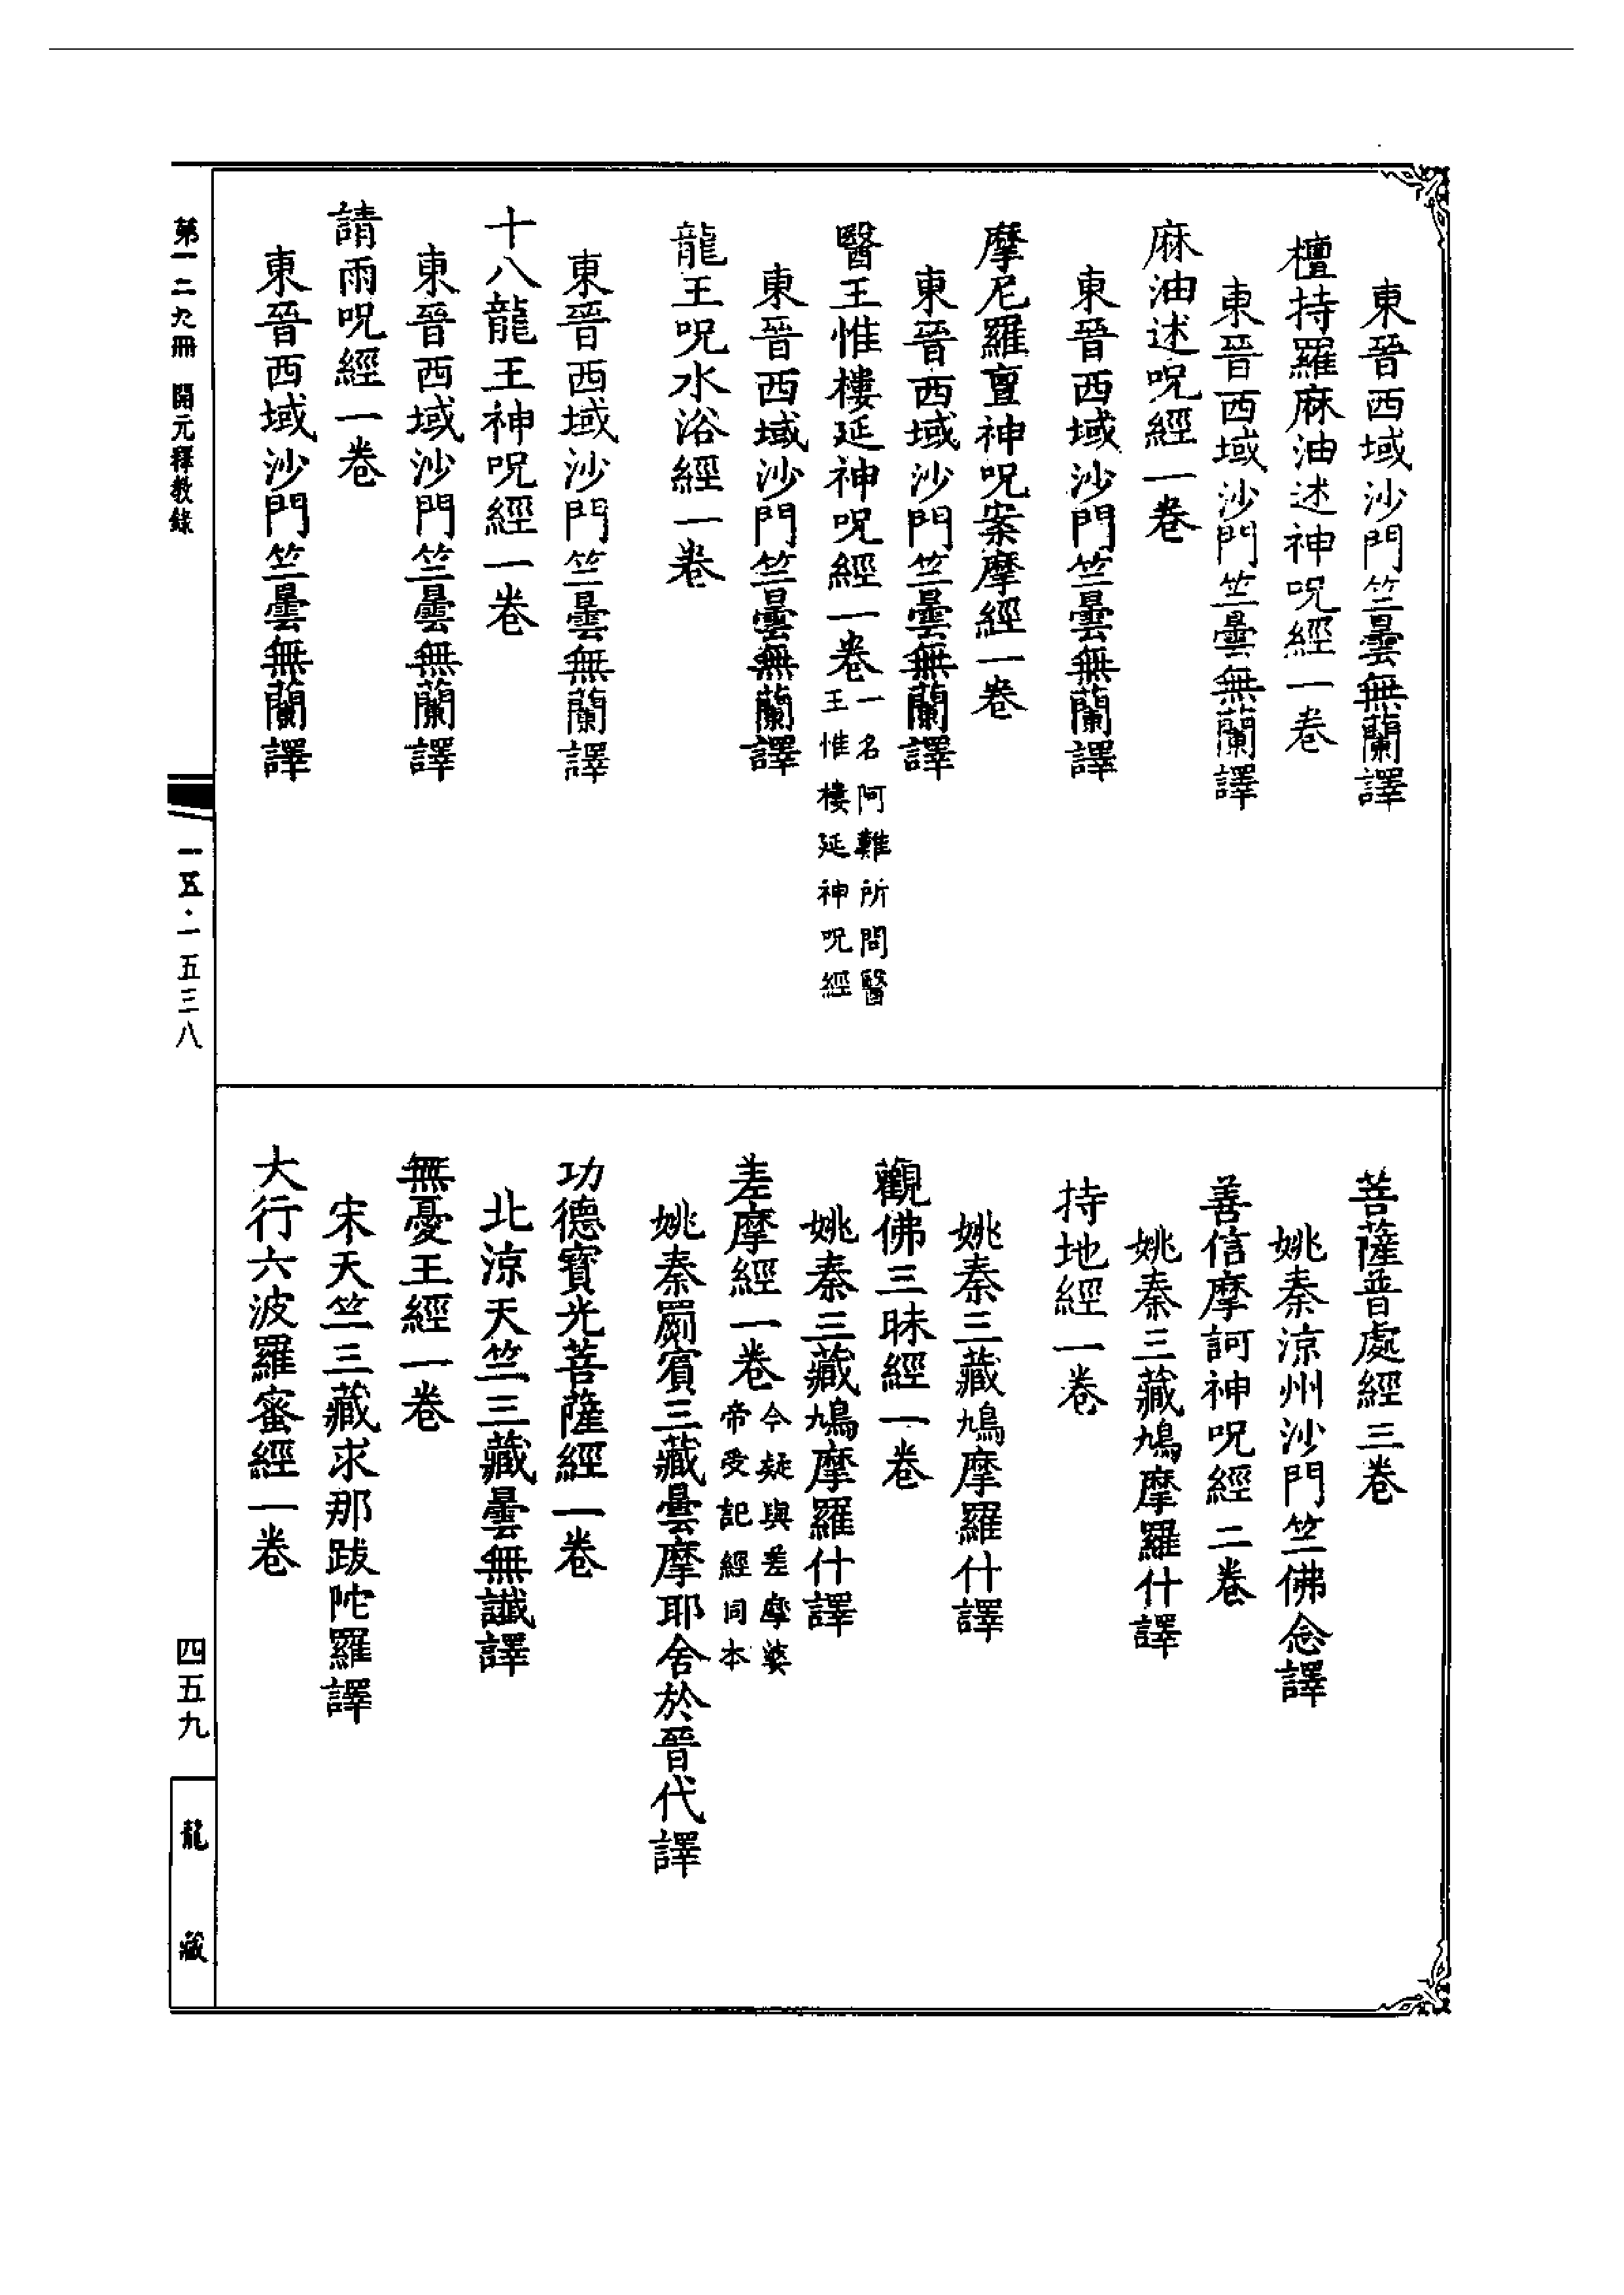 東晉西域沙門竺曇無蘭譯
檀持羅麻油述神呪經一卷
東晉西域沙門竺曇無蘭譯
麻油述呪經一卷
東晉西域沙門竺曇無蘭譯
摩尼羅亶神呪案摩經一卷
東晉西域沙門竺曇無蘭譯
醫王惟樓延神呪經一卷
一名阿難所問醫
王惟樓延神呪經
東晉西域沙門竺曇無蘭譯
龍王呪水浴經一卷
東晉西域沙門竺曇無蘭譯
十八龍王神呪經一卷
東晉西域沙門竺曇無蘭譯
請雨呪經一卷
東晉西域沙門竺曇無蘭譯
菩薩普處經三卷
姚秦涼州沙門竺佛念譯
善信摩訶神呪經二卷
姚秦三藏鳩摩羅什譯
持地經一卷
姚秦三藏鳩摩羅什譯
觀佛三昧經一卷
姚秦三藏鳩摩羅什譯
差摩經一卷
今疑與差摩婆
帝受記經同本
姚秦罽賓三藏曇摩耶舍於晉代譯
功德寶光菩薩經一卷
北涼天竺三藏曇無讖譯
無憂王經一卷
宋天竺三藏求那跋陀羅譯
大行六波羅蜜經一卷
第一二九冊 開元釋教錄
一五・一五三八
四五九
龍藏